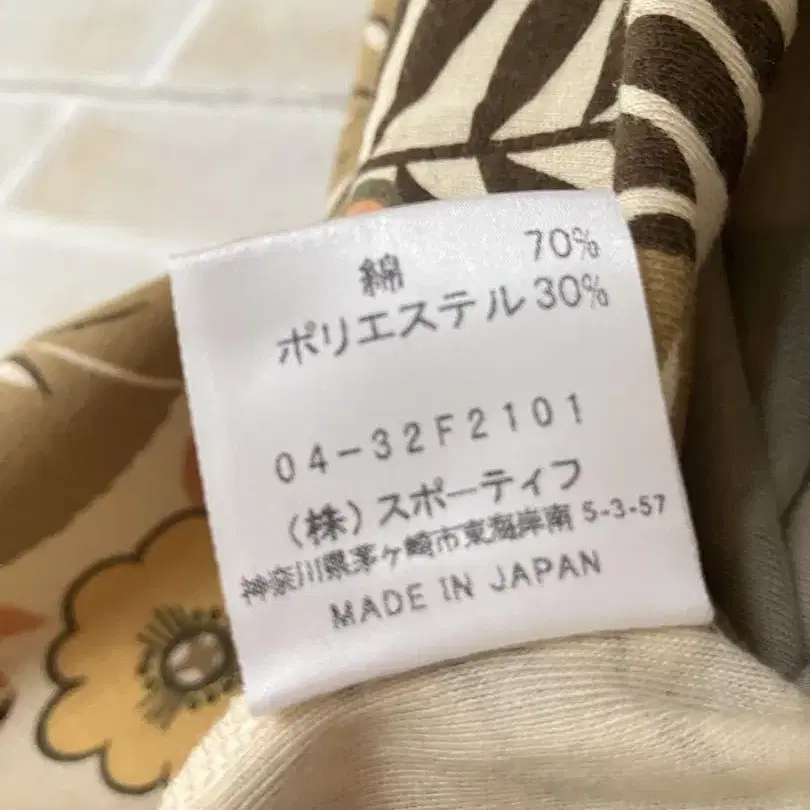 綿 70%
ポリエステル 30%
04-32F2101
(株)スポーティフ
神奈川県茅ヶ崎市東海岸南 5-3-57
MADE IN JAPAN